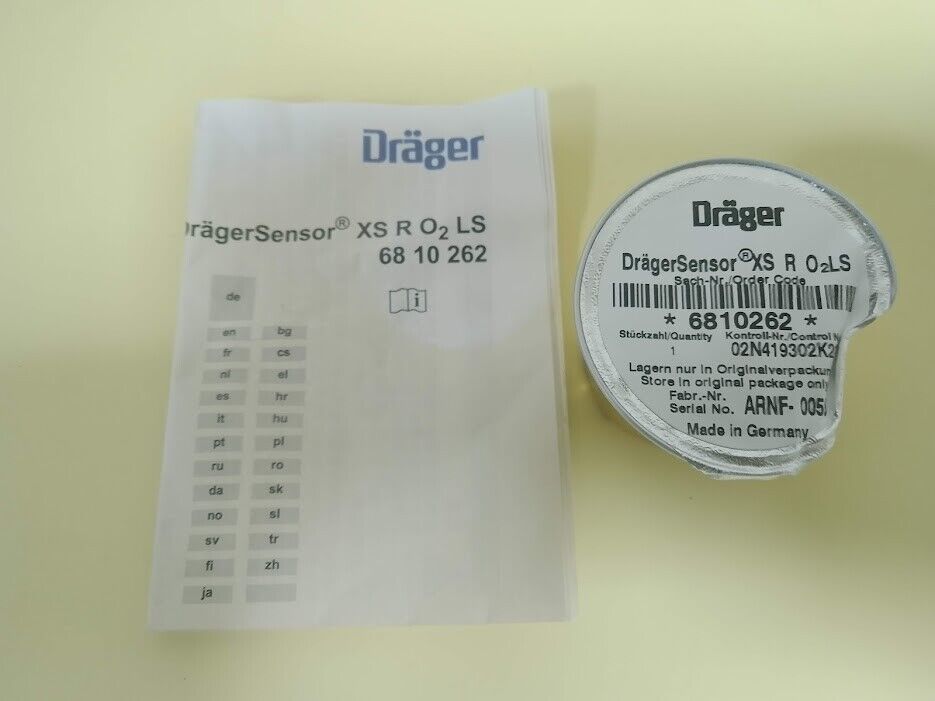 Dräger
rägerSensor® XS R O₂ LS
68 10 262
i
de
en bg
fr cs
nl el
es hr
it hu
pt pl
ru ro
da sk
no sl
sv tr
fi zh
ja
Dräger
DrägerSensor® XS R O₂LS
Sach-Nr./Order Code
* 6810262 *
Stückzahl/Quantity Kontroll-Nr./Control
1 02N419302K2
Lagern nur in
Store in original package only
Fabr.-Nr.
Serial No. ARNF- 005
Made in Germany